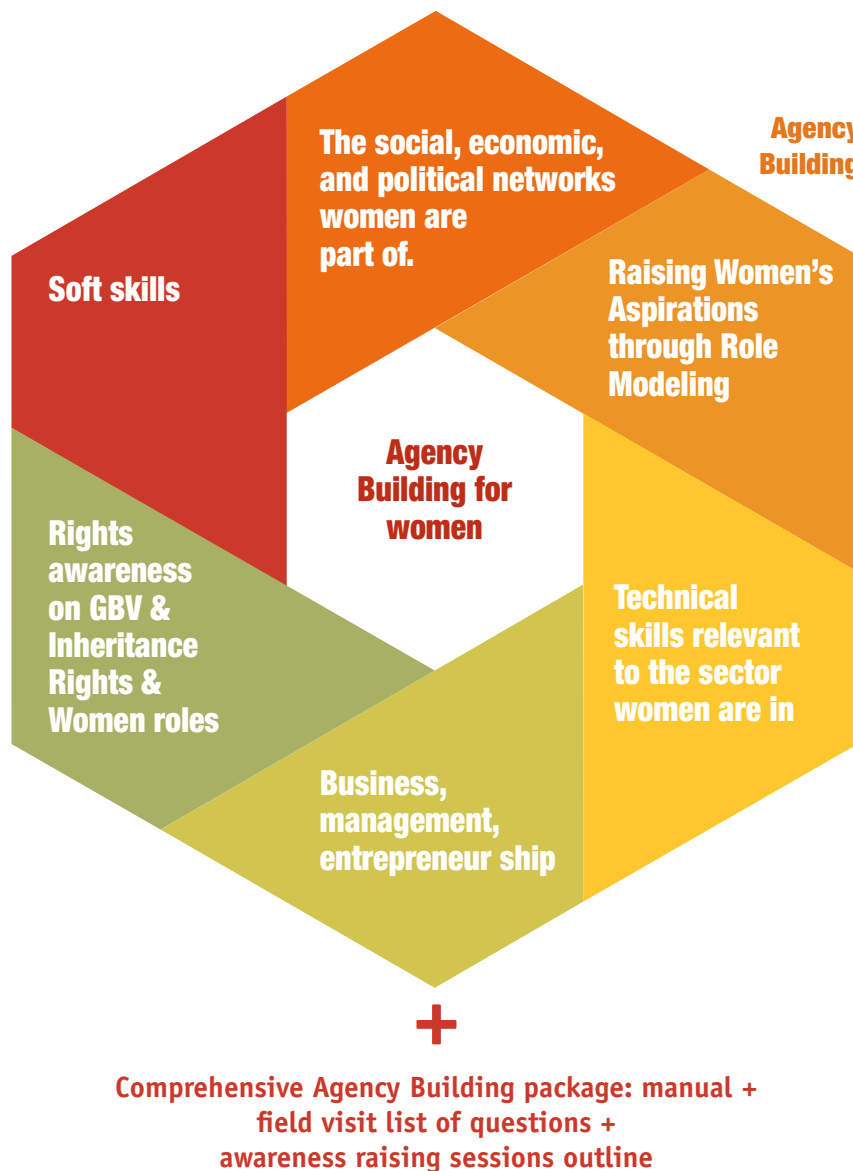 The social, economic,
and political networks
women are
part of.
Agency
Building
Soft skills
Raising Women's
Aspirations
through Role
Modeling
Agency
Building for
women
Rights
awareness
on GBV &
Inheritance
Rights &
Women roles
Technical
skills relevant
to the sector
women are in
Business,
management,
entrepreneur ship
+
Comprehensive Agency Building package: manual +
field visit list of questions +
awareness raising sessions outline